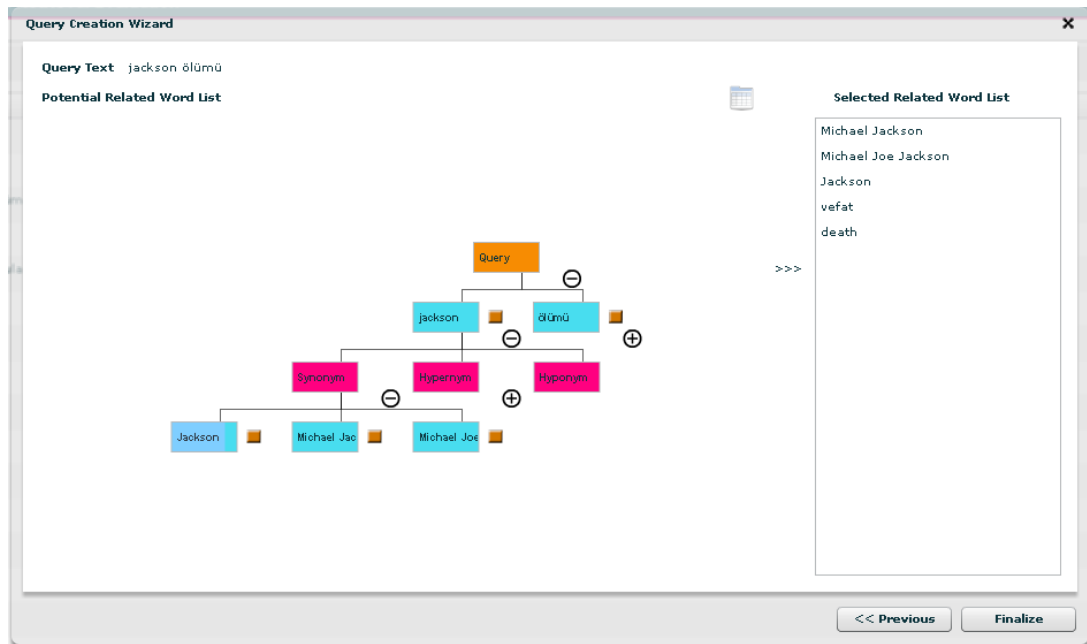 Query Creation Wizard
Query Text jackson ölümü
Potential Related Word List
Selected Related Word List
Michael Jackson
Michael Joe Jackson
Jackson
vefat
death
>>>
Query
jackson
ölümü
Synonym
Hypernym
Hyponym
Jackson
Michael Jac
Michael Joe
<< Previous
Finalize